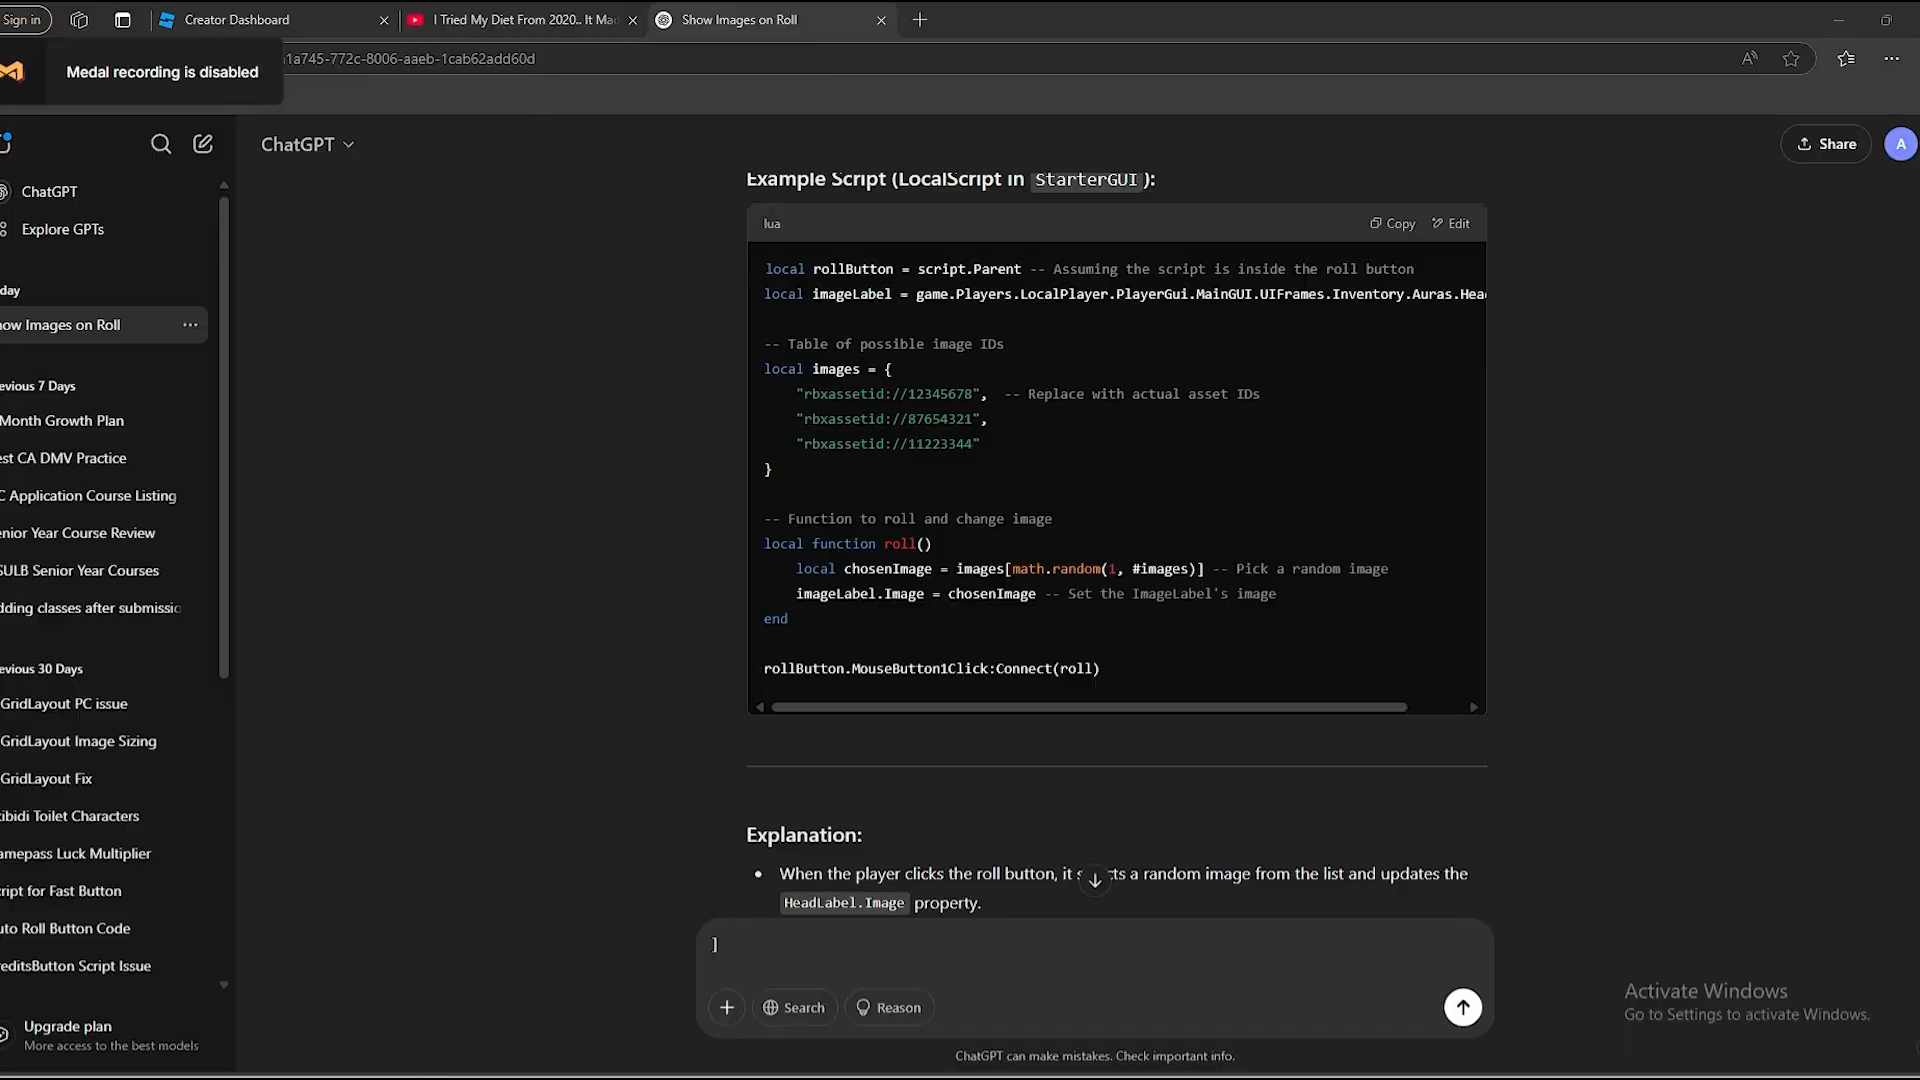 Sign in
Creator Dashboard
I Tried My Diet From 2020.. It Mac
Show Images on Roll
Medal recording is disabled
1a745-772c-8006-aaeb-1cab62add60d
ChatGPT
Share
A
ChatGPT
Explore GPTs
day
ow Images on Roll
evious 7 Days
Month Growth Plan
est CA DMV Practice
C Application Course Listing
enior Year Course Review
SULB Senior Year Courses
dding classes after submissic
evious 30 Days
GridLayout PC issue
GridLayout Image Sizing
GridLayout Fix
ibidi Toilet Characters
amepass Luck Multiplier
ript for Fast Button
uto Roll Button Code
reditsButton Script Issue
Upgrade plan
More access to the best models
Example Script (LocalScript in StarterGUI):
lua
Copy
Edit
local rollButton = script.Parent -- Assuming the script is inside the roll button
local imageLabel = game.Players.LocalPlayer.PlayerGui.MainGUI.UIFrames.Inventory.Auras.Hea
-- Table of possible image IDs
local images = {
"rbxassetid://12345678", -- Replace with actual asset IDs
"rbxassetid://87654321",
"rbxassetid://11223344"
}
-- Function to roll and change image
local function roll()
local chosenImage = images[math.random(1, #images)] -- Pick a random image
imageLabel.Image = chosenImage -- Set the ImageLabel's image
end
rollButton.MouseButton1Click:Connect(roll)
Explanation:
• When the player clicks the roll button, it s cts a random image from the list and updates the
HeadLabel.Image property.
]
Search
Reason
ChatGPT can make mistakes. Check important info.
Activate Windows
Go to Settings to activate Windows.